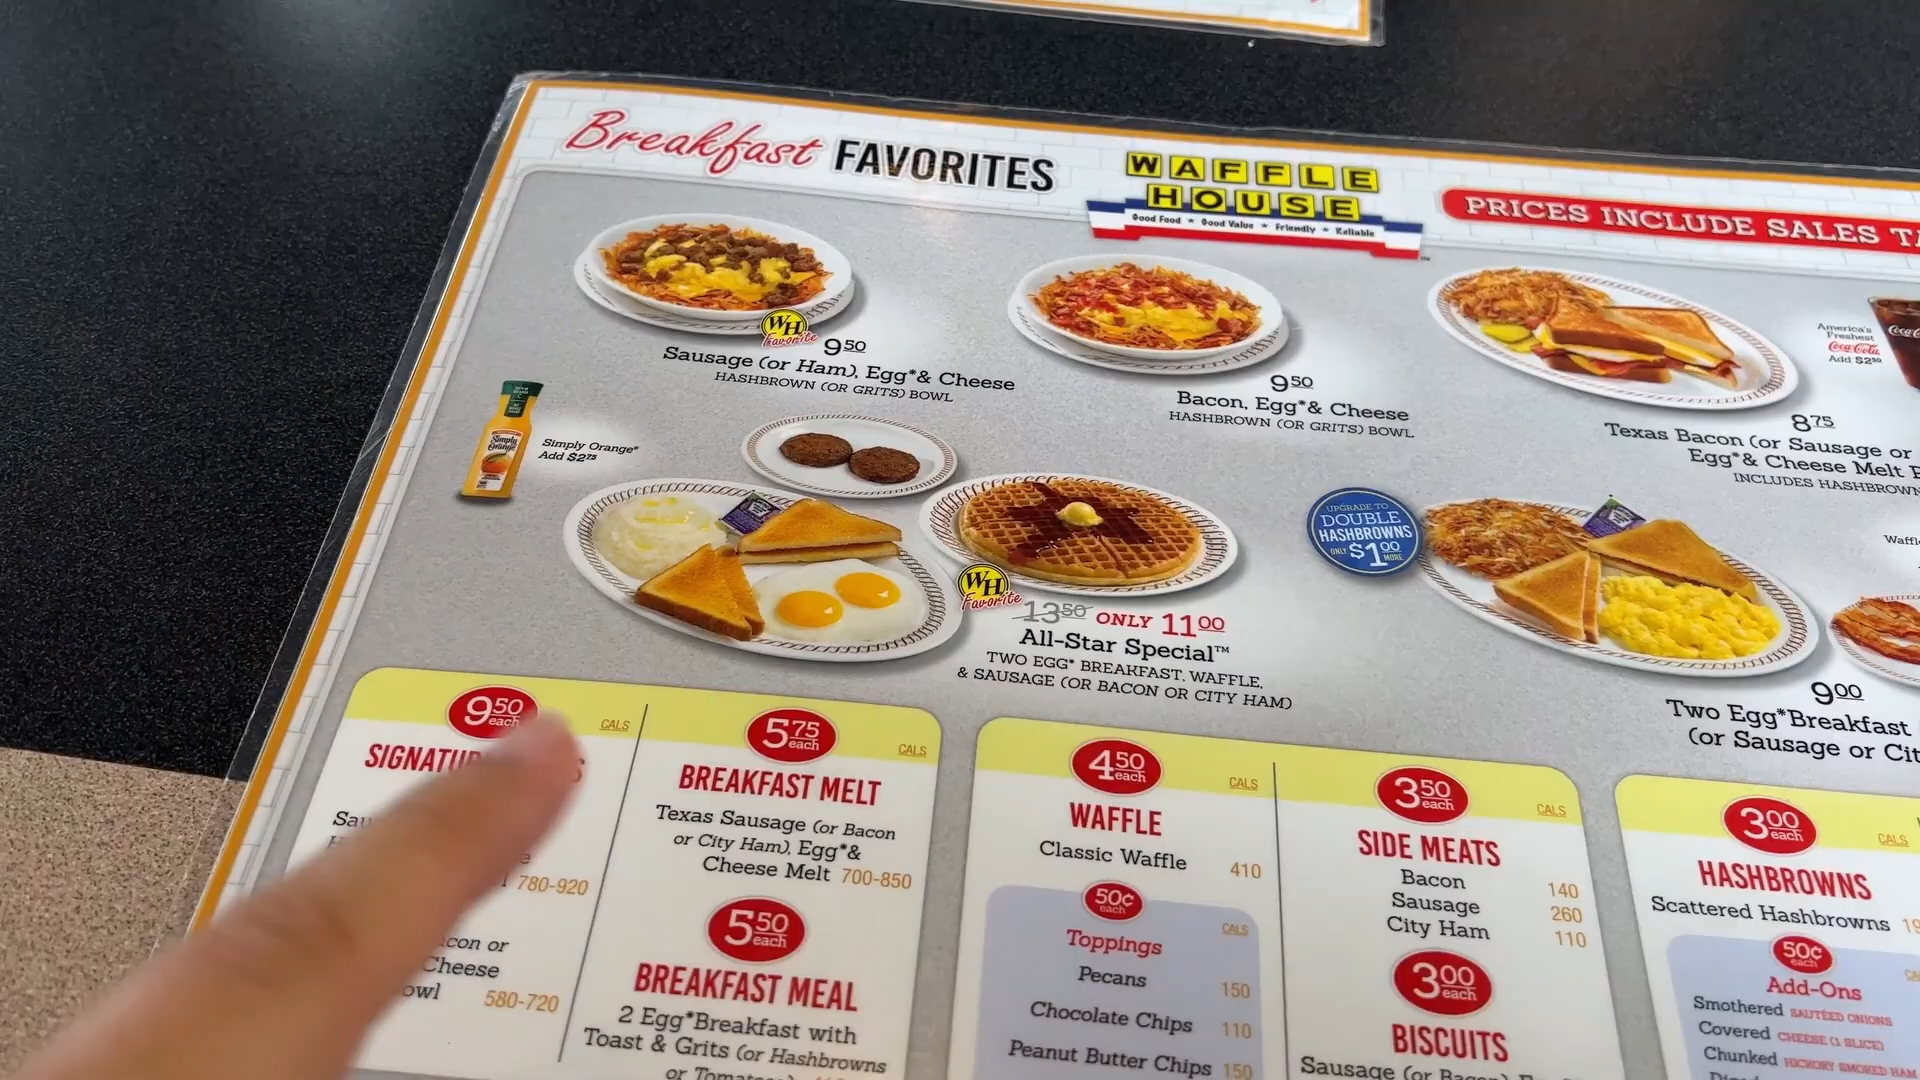 Breakfast FAVORITES
WAFFLE
HOUSE
Good Food ★ Good Value ★ Friendly ★ Reliable
PRICES INCLUDE SALES
WH
Favorite
9.50
Sausage (or Ham), Egg*& Cheese
HASHBROWN (OR GRITS) BOWL
9.50
Bacon, Egg*& Cheese
HASHBROWN (OR GRITS) BOWL
America's
Freshest
Coca-Cola
Add $2.50
Coca-Cola
8.75
Texas Bacon (or Sausage or
Egg*& Cheese Melt
INCLUDES HASHBROWN
Simply
Orange
Simply Orange*
Add $2.75
WH
Favorite
13.50 ONLY 11.00
All-Star Special™
TWO EGG* BREAKFAST, WAFFLE,
& SAUSAGE (OR BACON OR CITY HAM)
UPGRADE TO
DOUBLE
HASHBROWNS
ONLY $1.00 MORE
9.00
Two Egg*Breakfast
(or Sausage or
9.50
each
CALS
780-920
Cheese
580-720
5.75
each
CALS
BREAKFAST MELT
Texas Sausage (or Bacon
or City Ham), Egg*&
Cheese Melt 700-850
5.50
each
BREAKFAST MEAL
2 Egg*Breakfast with
Toast & Grits (or Hashbrowns
4.50
each
CALS
WAFFLE
Classic Waffle 410
50¢
each
CALS
Toppings
Pecans 150
Chocolate Chips 110
Peanut Butter Chips 150
3.50
each
CALS
SIDE MEATS
Bacon 140
Sausage 260
City Ham 110
3.00
each
BISCUITS
Sausage (or Bacon)
3.00
each
CALS
HASHBROWNS
Scattered Hashbrowns
50¢
each
Add-Ons
Smothered SAUTÉED ONIONS
Covered CHEESE (1 SLICE)
Chunked HICKORY SMOKED HAM